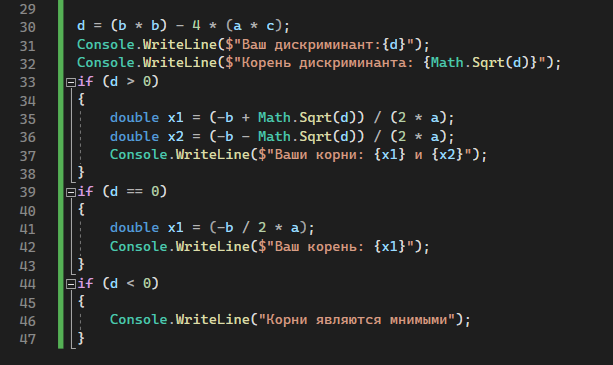 29
30 d = (b * b) - 4 * (a * c);
31 Console.WriteLine($"Ваш дискриминант:{d}");
32 Console.WriteLine($"Корень дискриминанта: {Math.Sqrt(d)}");
33 if (d > 0)
34 {
35 double x1 = (-b + Math.Sqrt(d)) / (2 * a);
36 double x2 = (-b - Math.Sqrt(d)) / (2 * a);
37 Console.WriteLine($"Ваши корни: {x1} и {x2}");
38 }
39 if (d == 0)
40 {
41 double x1 = (-b / 2 * a);
42 Console.WriteLine($"Ваш корень: {x1}");
43 }
44 if (d < 0)
45 {
46 Console.WriteLine("Корни являются мнимыми");
47 }